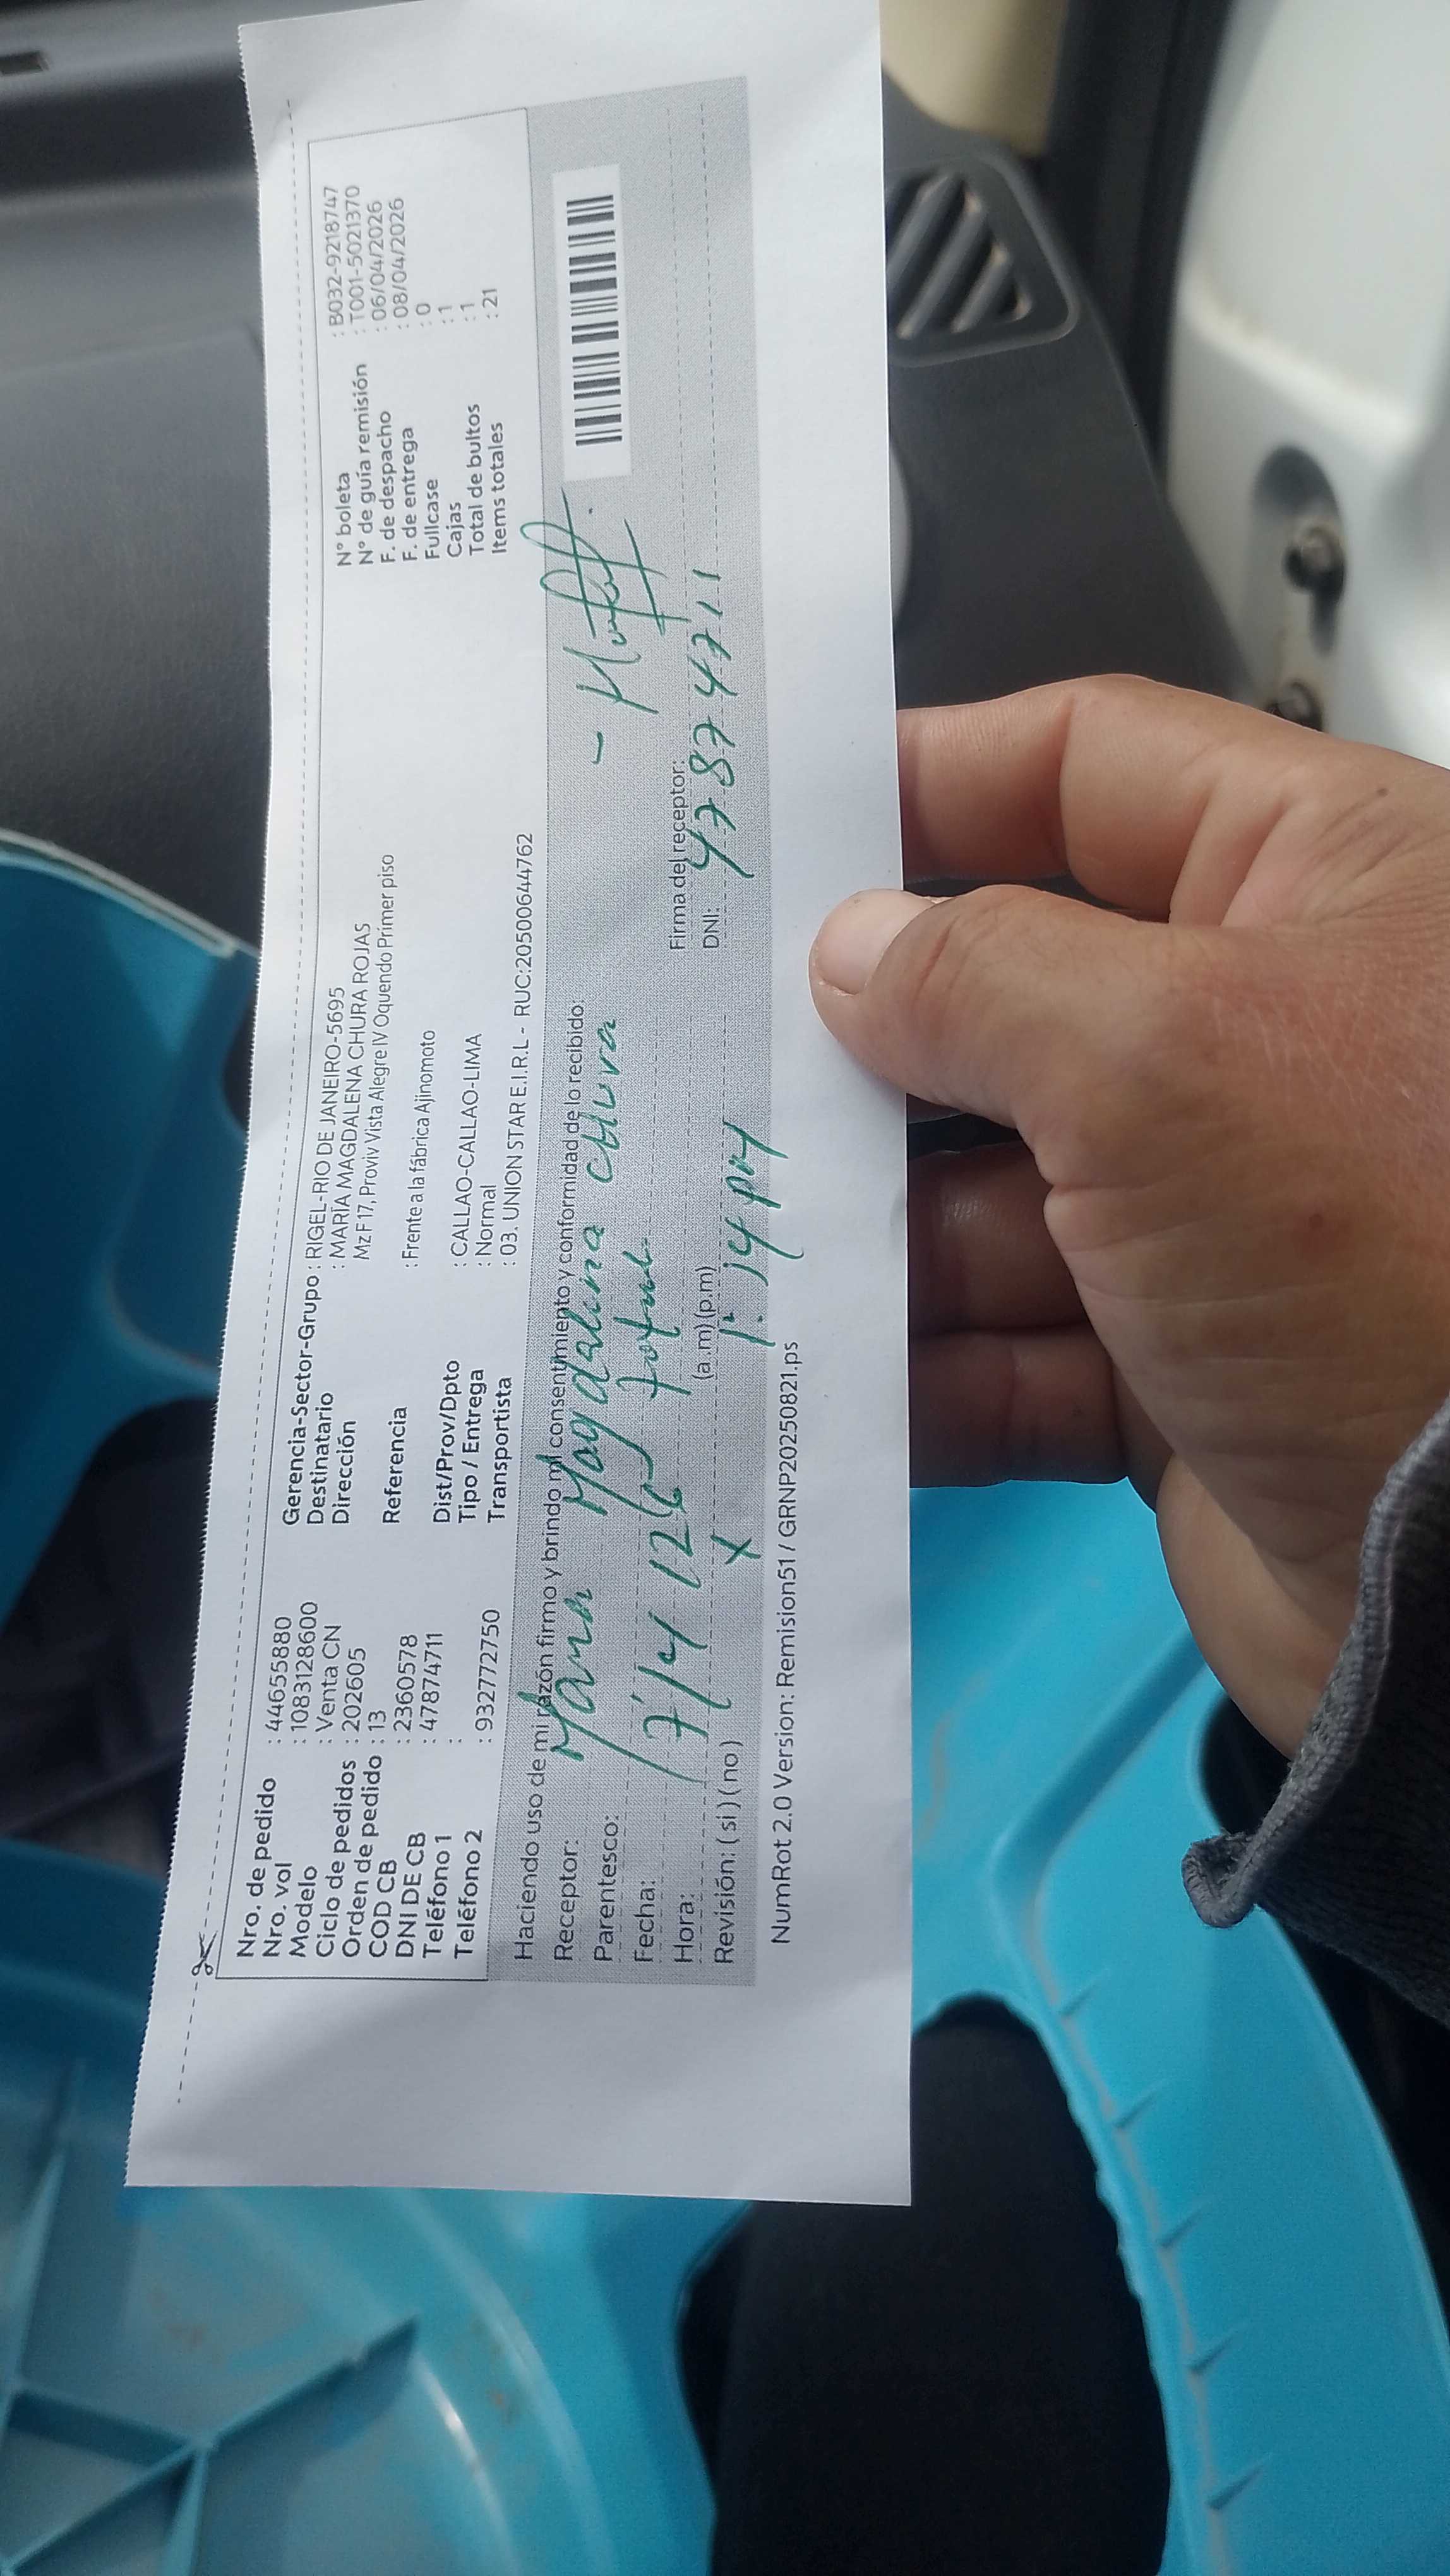 Nro. de pedido : 44655880
Nro. vol : 1083128600
Modelo : Venta CN
Ciclo de pedidos : 202605
Orden de pedido : 13
COD CB : 2360578
DNI DE CB : 47874711
Teléfono 1 :
Teléfono 2 : 932772750
Gerencia-Sector-Grupo : RIGEL-RIO DE JANEIRO-5695
Destinatario : MARÍA MAGDALENA CHURA ROJAS
Dirección Mz F 17, Proviv Vista Alegre IV Oquendo Primer piso
Referencia : Frente a la fábrica Ajinomoto
Dist/Prov/Dpto : CALLAO-CALLAO-LIMA
Tipo / Entrega : Normal
Transportista : 03. UNION STAR E.I.R.L - RUC:20500644762
N° boleta : B032-9218747
N° de guía remisión : T001-5021370
F. de despacho : 06/04/2026
F. de entrega : 08/04/2026
Fullcase : 0
Cajas : 1
Total de bultos : 1
Items totales : 21
Haciendo uso de mi razón firmo y brindo mi consentimiento y conformidad de lo recibido:
Receptor: Maria Magdalena Chura
Parentesco:
Fecha: 7/4/26
Hora: (a.m) (p.m)
Revisión: ( si ) ( no ) X 1:14 pm
Firma del receptor:
DNI: 47874711
NumRot 2.0 Version: Remision51 / GRNP20250821.ps